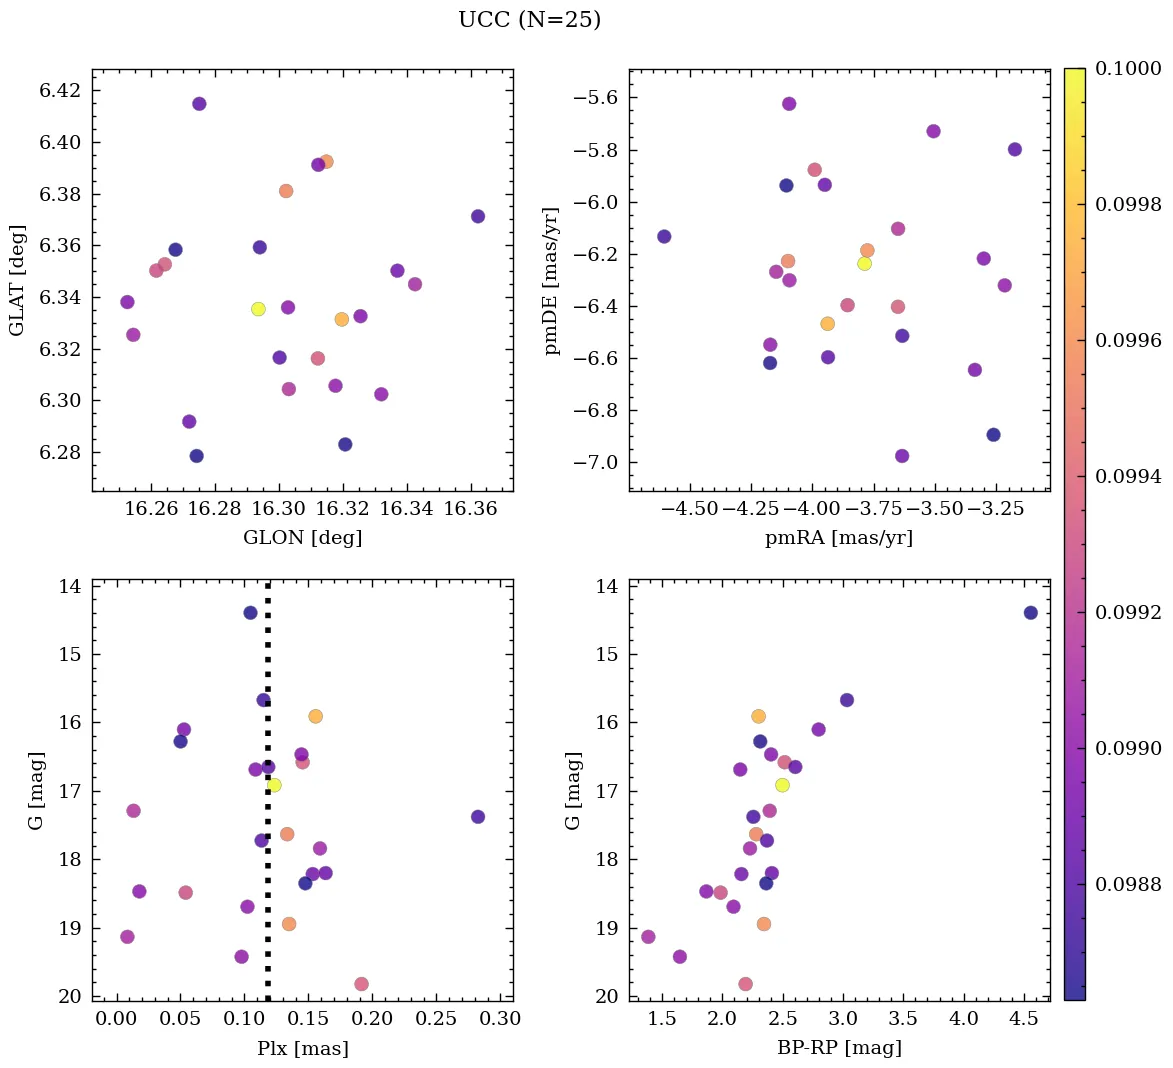 UCC (N=25)
6.42
6.40
6.38
6.36
6.34
6.32
6.30
6.28
GLAT [deg]
16.26 16.28 16.30 16.32 16.34 16.36
GLON [deg]
−5.6
−5.8
−6.0
−6.2
−6.4
−6.6
−6.8
−7.0
pmDE [mas/yr]
−4.50 −4.25 −4.00 −3.75 −3.50 −3.25
pmRA [mas/yr]
14
15
16
17
18
19
20
G [mag]
0.00 0.05 0.10 0.15 0.20 0.25 0.30
Plx [mas]
14
15
16
17
18
19
20
G [mag]
1.5 2.0 2.5 3.0 3.5 4.0 4.5
BP-RP [mag]
0.1000
0.0998
0.0996
0.0994
0.0992
0.0990
0.0988